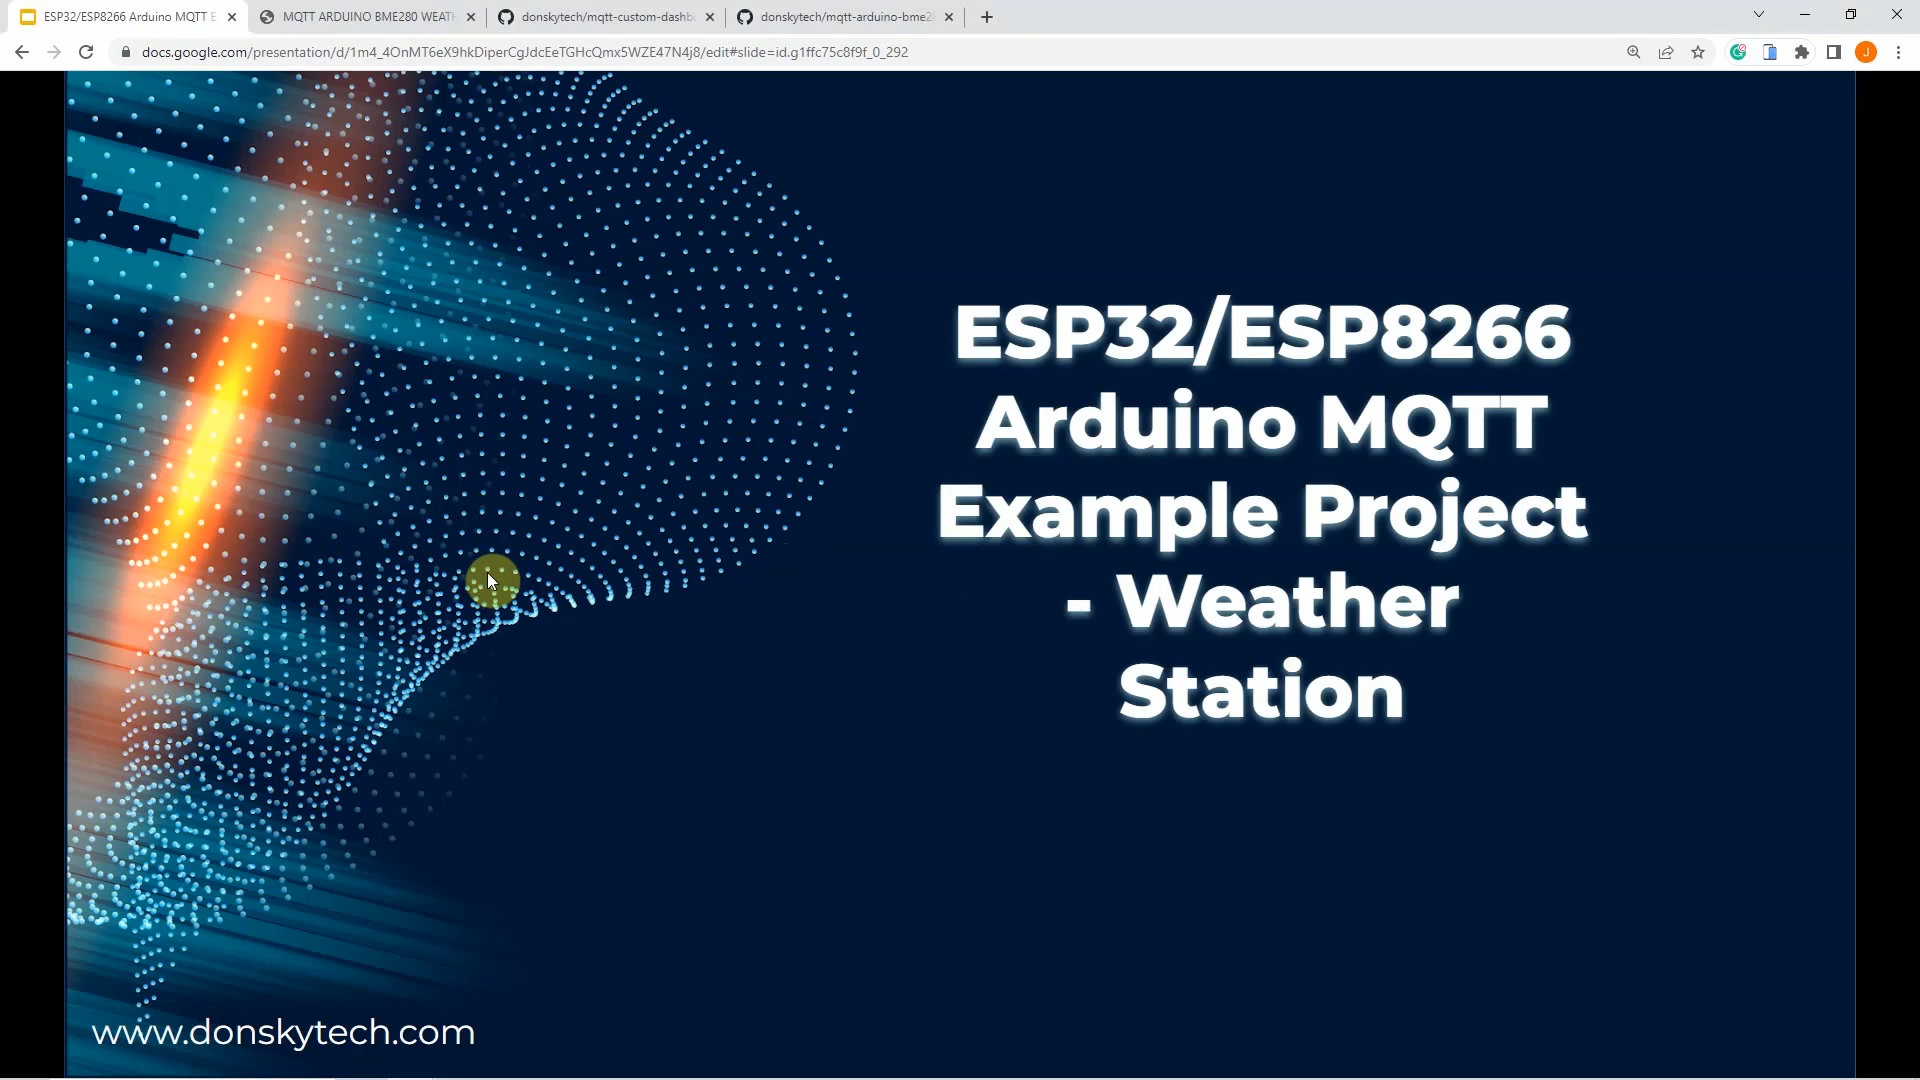 ESP32/ESP8266 Arduino MQTT E
MQTT ARDUINO BME280 WEAT
donskytech/mqtt-custom-dashb
donskytech/mqtt-arduino-bme2
docs.google.com/presentation/d/1m4_4OnMT6eX9hkDiperCgJdcEeTGHcQmx5WZE47N4j8/edit#slide=id.g1ffc75c8f9f_0_292
J
ESP32/ESP8266
Arduino MQTT
Example Project
- Weather
Station
www.donskytech.com